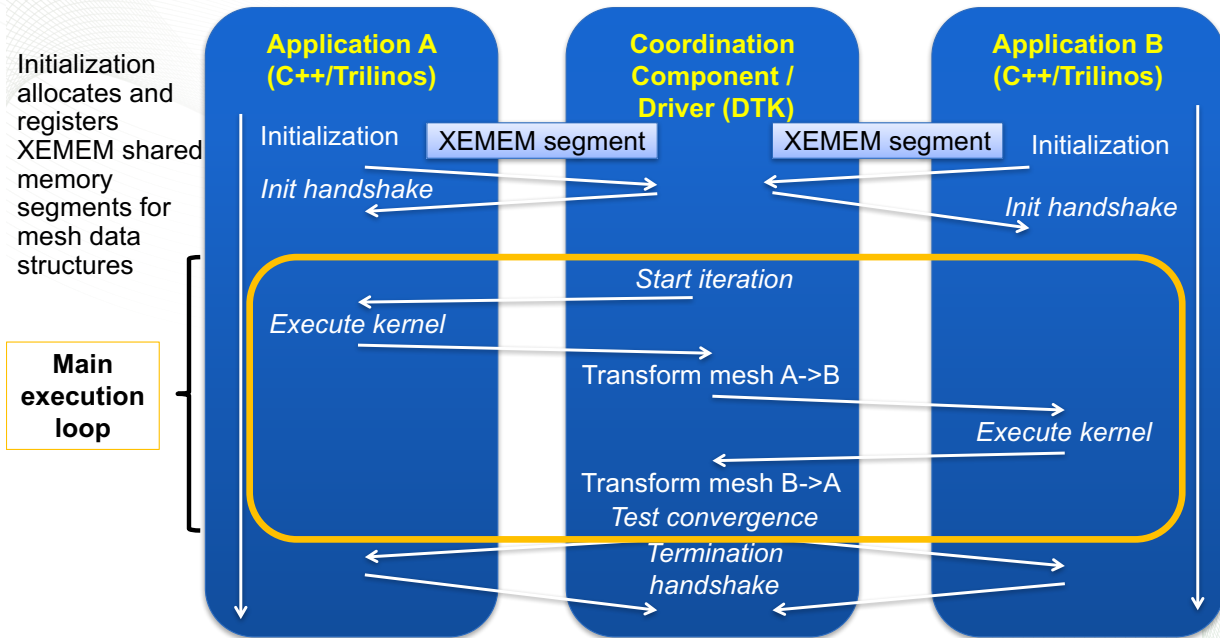 Initialization
allocates and
registers
XEMEM shared
memory
segments for
mesh data
structures
Main
execution
loop
Application A
(C++/Trilinos)
Initialization
Init handshake
Execute kernel
XEMEM segment
Coordination
Component /
Driver (DTK)
Start iteration
Transform mesh A->B
Transform mesh B->A
Test convergence
Termination
handshake
XEMEM segment
Application B
(C++/Trilinos)
Initialization
Init handshake
Execute kernel